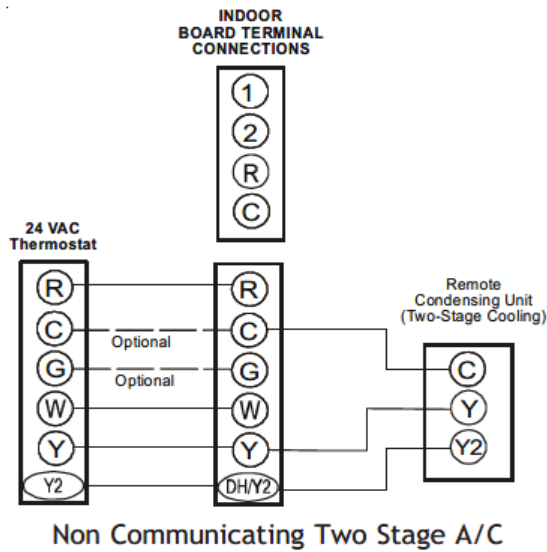 INDOOR
BOARD TERMINAL
CONNECTIONS
1
2
R
C
24 VAC
Thermostat
R
C
G
W
Y
Y2
Optional
Optional
R
C
G
W
Y
DH/Y2
Remote
Condensing Unit
(Two-Stage Cooling)
C
Y
Y2
Non Communicating Two Stage A/C